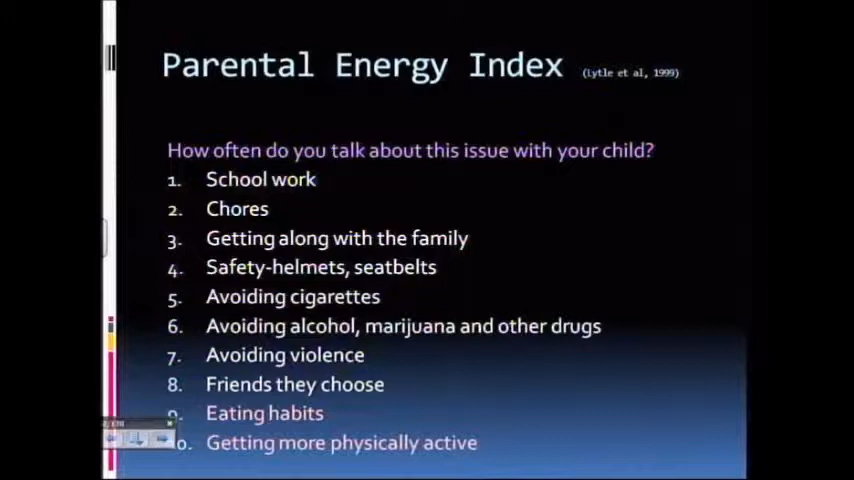 Parental Energy Index (Lytle et al, 1999)
How often do you talk about this issue with your child?
1. School work
2. Chores
3. Getting along with the family
4. Safety-helmets, seatbelts
5. Avoiding cigarettes
6. Avoiding alcohol, marijuana and other drugs
7. Avoiding violence
8. Friends they choose
9. Eating habits
0. Getting more physically active